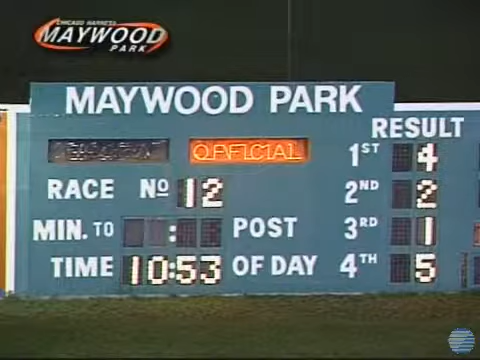 CHICAGO HARNESS
MAYWOOD
PARK
MAYWOOD PARK
RESULT
OFFICIAL
1ST 4
RACE NO 12
2ND 2
MIN. TO : POST
3RD 1
TIME 10:53 OF DAY
4TH 5